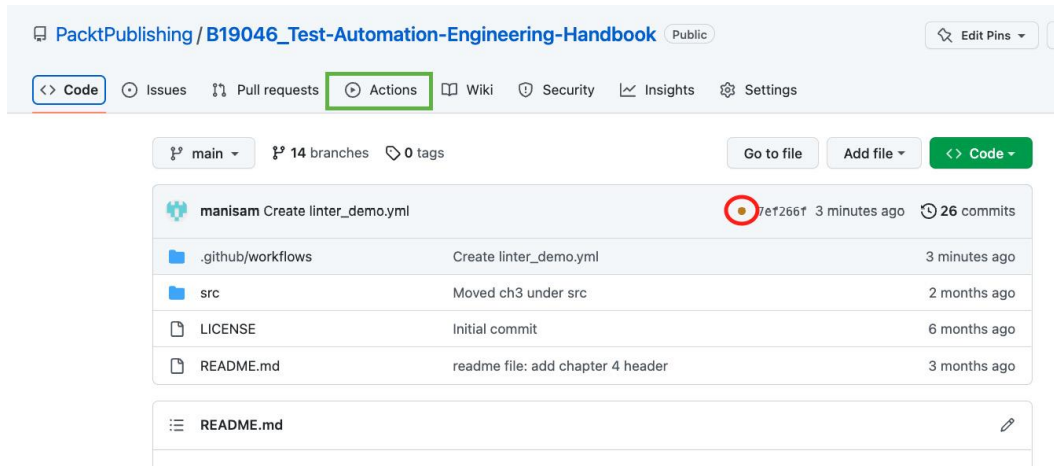 PacktPublishing / B19046_Test-Automation-Engineering-Handbook Public Edit Pins
<> Code Issues Pull requests Actions Wiki Security Insights Settings
main 14 branches 0 tags Go to file Add file <> Code
manisam Create linter_demo.yml 7ef266f 3 minutes ago 26 commits
.github/workflows Create linter_demo.yml 3 minutes ago
src Moved ch3 under src 2 months ago
LICENSE Initial commit 6 months ago
README.md readme file: add chapter 4 header 3 months ago
README.md